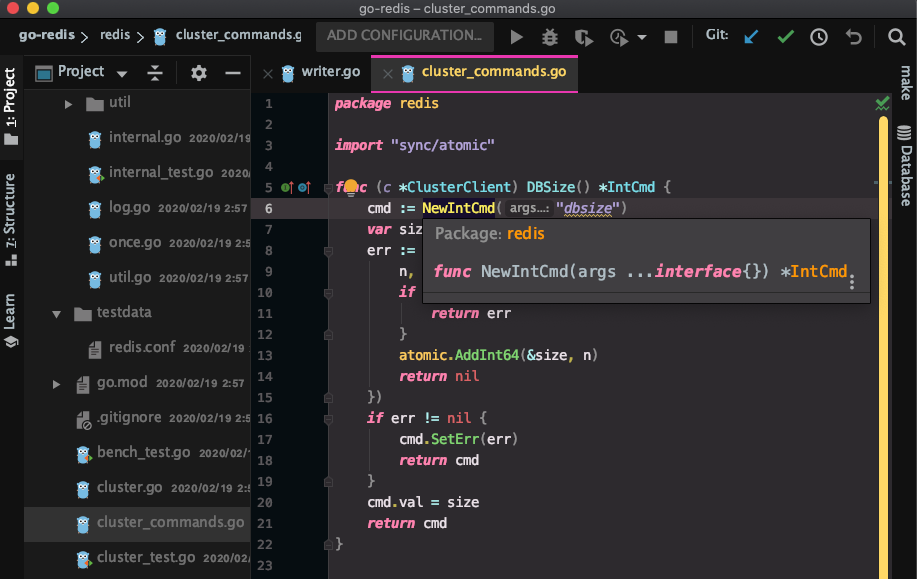 go-redis – cluster_commands.go
go-redis redis cluster_commands.g ADD CONFIGURATION... Git:
1: Project
7: Structure
Learn
Project
util
internal.go 2020/02/19
internal_test.go 2020/02/19
log.go 2020/02/19 2:57
once.go 2020/02/19 2:57
util.go 2020/02/19 2:57
testdata
redis.conf 2020/02/19
go.mod 2020/02/19 2:57
.gitignore 2020/02/19 2:5
bench_test.go 2020/02/
cluster.go 2020/02/19 2:5
cluster_commands.go
cluster_test.go 2020/02/
writer.go cluster_commands.go
1 package redis
2
3 import "sync/atomic"
4
5 func (c *ClusterClient) DBSize() *IntCmd {
6 cmd := NewIntCmd( args...: "dbsize")
7 var siz
8 err :=
9 n,
10 if
11 return err
12 }
13 atomic.AddInt64(&size, n)
14 return nil
15 })
16 if err != nil {
17 cmd.SetErr(err)
18 return cmd
19 }
20 cmd.val = size
21 return cmd
22 }
23
Package: redis
func NewIntCmd(args ...interface{}) *IntCmd
make
Database